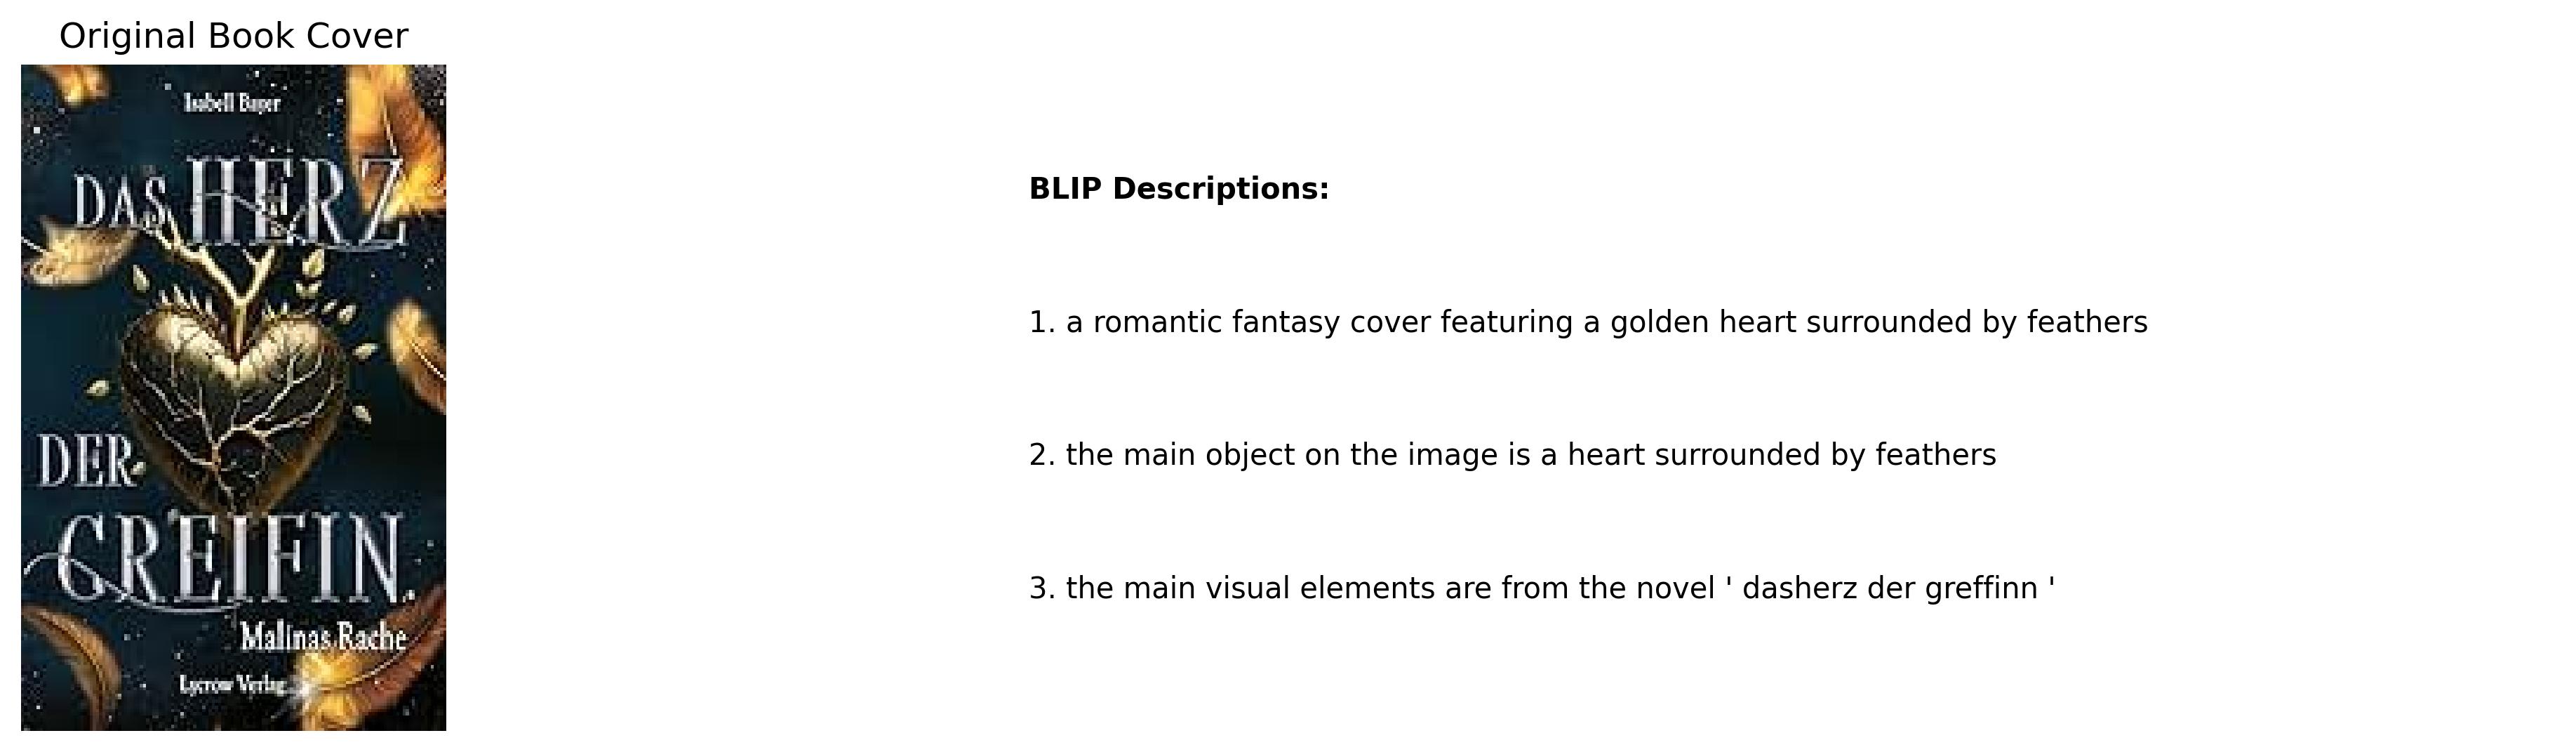 Original Book Cover
Isabell Bayer
DAS HERZ
DER
GREIFIN
Malinas Rache
Lycrow Verlag
BLIP Descriptions:
1. a romantic fantasy cover featuring a golden heart surrounded by feathers
2. the main object on the image is a heart surrounded by feathers
3. the main visual elements are from the novel ' dasherz der greffinn '